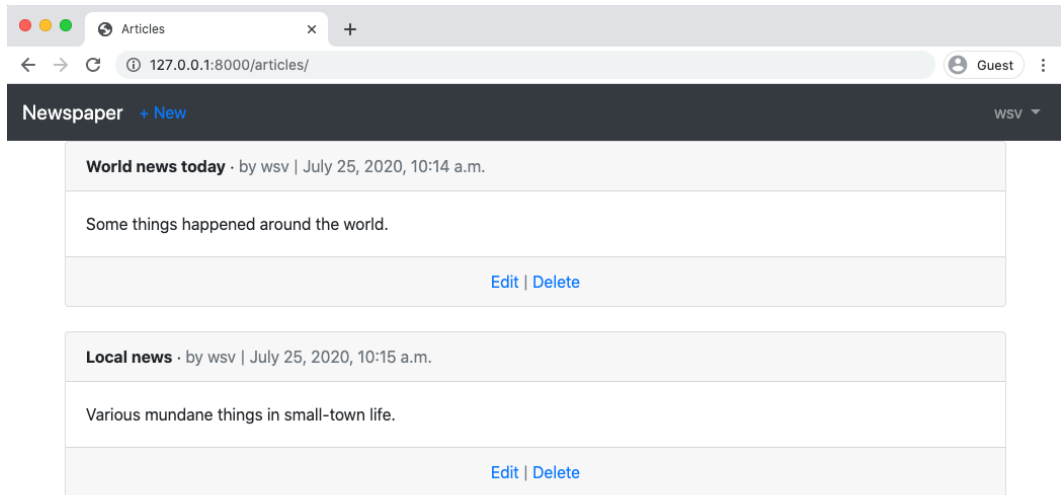 Articles
127.0.0.1:8000/articles/
Guest
Newspaper + New wsv
World news today · by wsv | July 25, 2020, 10:14 a.m.
Some things happened around the world.
Edit | Delete
Local news · by wsv | July 25, 2020, 10:15 a.m.
Various mundane things in small-town life.
Edit | Delete